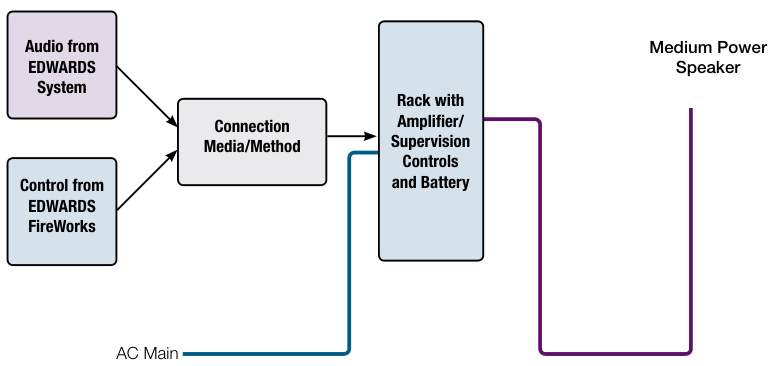 Audio from
EDWARDS
System
Control from
EDWARDS
FireWorks
Connection
Media/Method
Rack with
Amplifier/
Supervision
Controls
and Battery
Medium Power
Speaker
AC Main